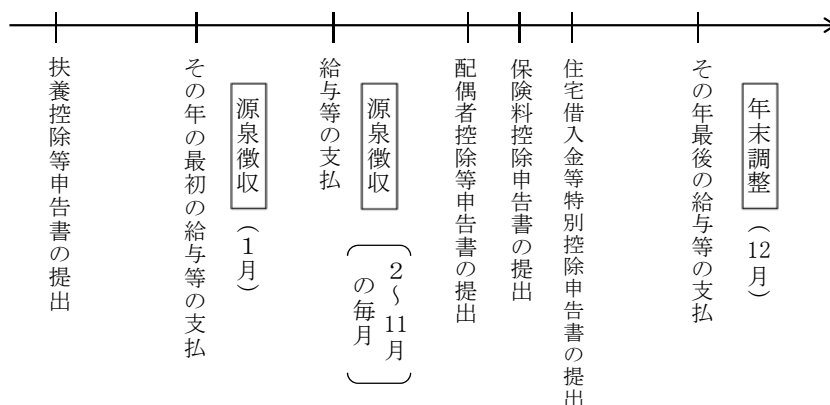 扶養控除等申告書の提出
その年の最初の給与等の支払
源泉徴収
（１月）
給与等の支払
源泉徴収
２～11月
の毎月
配偶者控除等申告書の提出
保険料控除申告書の提出
住宅借入金等特別控除申告書の提出
その年最後の給与等の支払
年末調整
（12月）